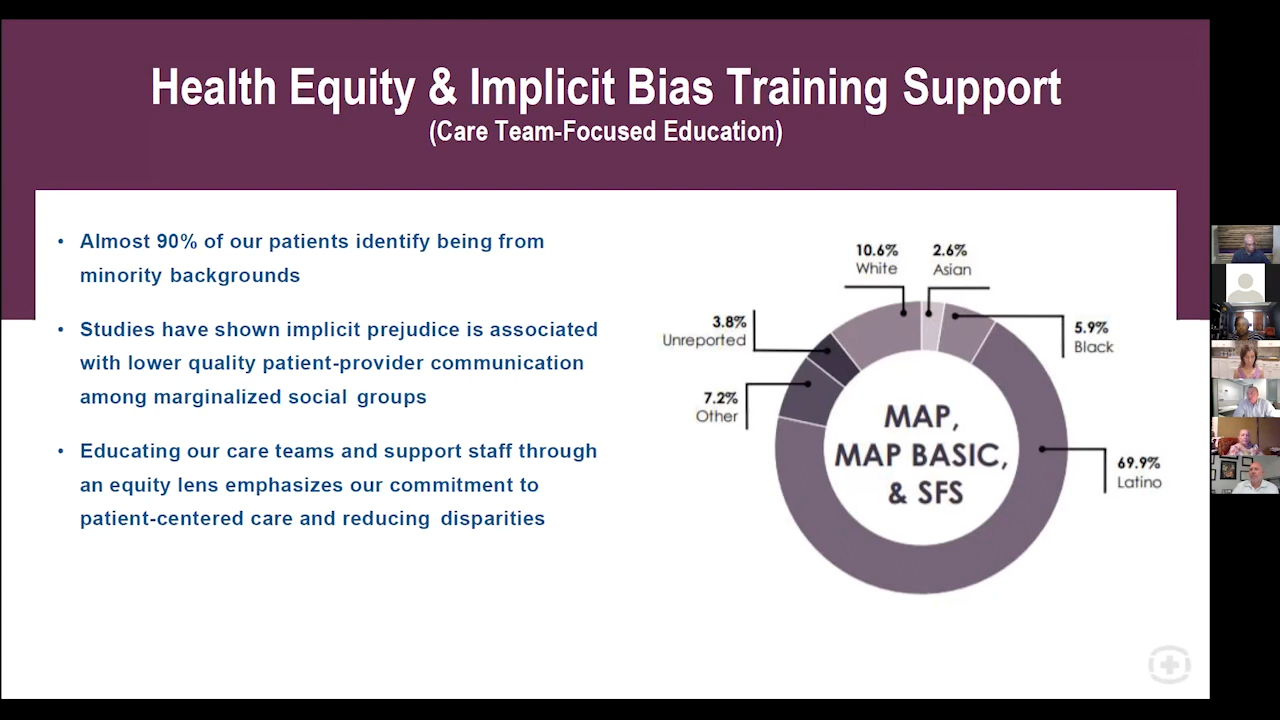 Health Equity & Implicit Bias Training Support
(Care Team-Focused Education)
• Almost 90% of our patients identify being from
minority backgrounds
• Studies have shown implicit prejudice is associated
with lower quality patient-provider communication
among marginalized social groups
• Educating our care teams and support staff through
an equity lens emphasizes our commitment to
patient-centered care and reducing disparities
10.6%
White
2.6%
Asian
3.8%
Unreported
5.9%
Black
7.2%
Other
MAP,
MAP BASIC,
& SFS
69.9%
Latino